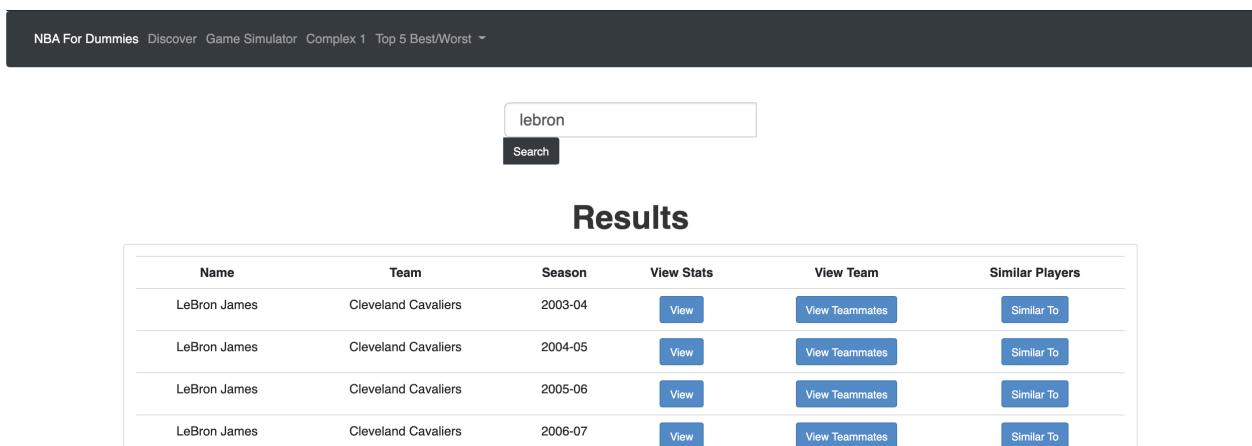 NBA For Dummies Discover Game Simulator Complex 1 Top 5 Best/Worst
lebron
Search
Results
Name Team Season View Stats View Team Similar Players
LeBron James Cleveland Cavaliers 2003-04 View View Teammates Similar To
LeBron James Cleveland Cavaliers 2004-05 View View Teammates Similar To
LeBron James Cleveland Cavaliers 2005-06 View View Teammates Similar To
LeBron James Cleveland Cavaliers 2006-07 View View Teammates Similar To